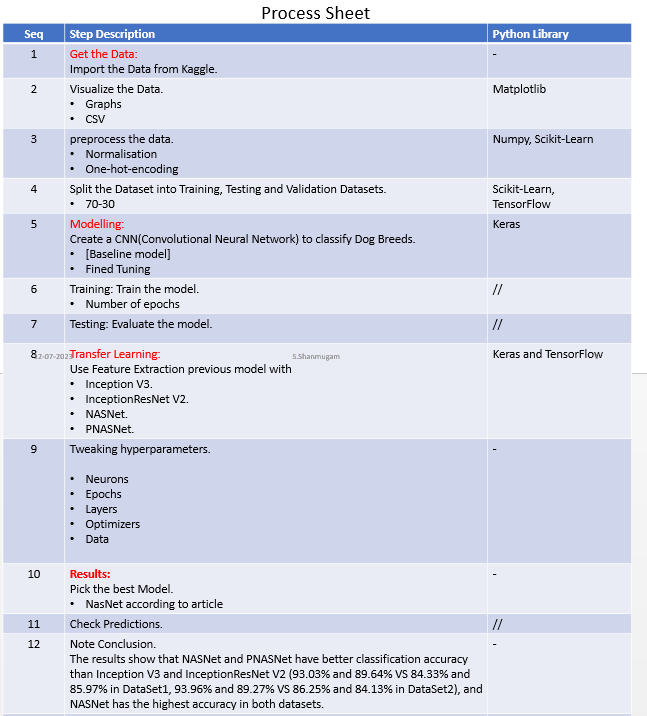 Process Sheet
Seq Step Description Python Library
1 Get the Data: -
Import the Data from Kaggle.
2 Visualize the Data. Matplotlib
• Graphs
• CSV
3 preprocess the data. Numpy, Scikit-Learn
• Normalisation
• One-hot-encoding
4 Split the Dataset into Training, Testing and Validation Datasets. Scikit-Learn,
• 70-30 TensorFlow
5 Modelling: Keras
Create a CNN(Convolutional Neural Network) to classify Dog Breeds.
• [Baseline model]
• Fined Tuning
6 Training: Train the model. //
• Number of epochs
7 Testing: Evaluate the model. //
8 Transfer Learning: Keras and TensorFlow
S.Shanmugam
Use Feature Extraction previous model with
• Inception V3.
• InceptionResNet V2.
• NASNet.
• PNASNet.
9 Tweaking hyperparameters. -
• Neurons
• Epochs
• Layers
• Optimizers
• Data
10 Results: -
Pick the best Model.
• NasNet according to article
11 Check Predictions. //
12 Note Conclusion. -
The results show that NASNet and PNASNet have better classification accuracy
than Inception V3 and InceptionResNet V2 (93.03% and 89.64% VS 84.33% and
85.97% in DataSet1, 93.96% and 89.27% VS 86.25% and 84.13% in DataSet2), and
NASNet has the highest accuracy in both datasets.